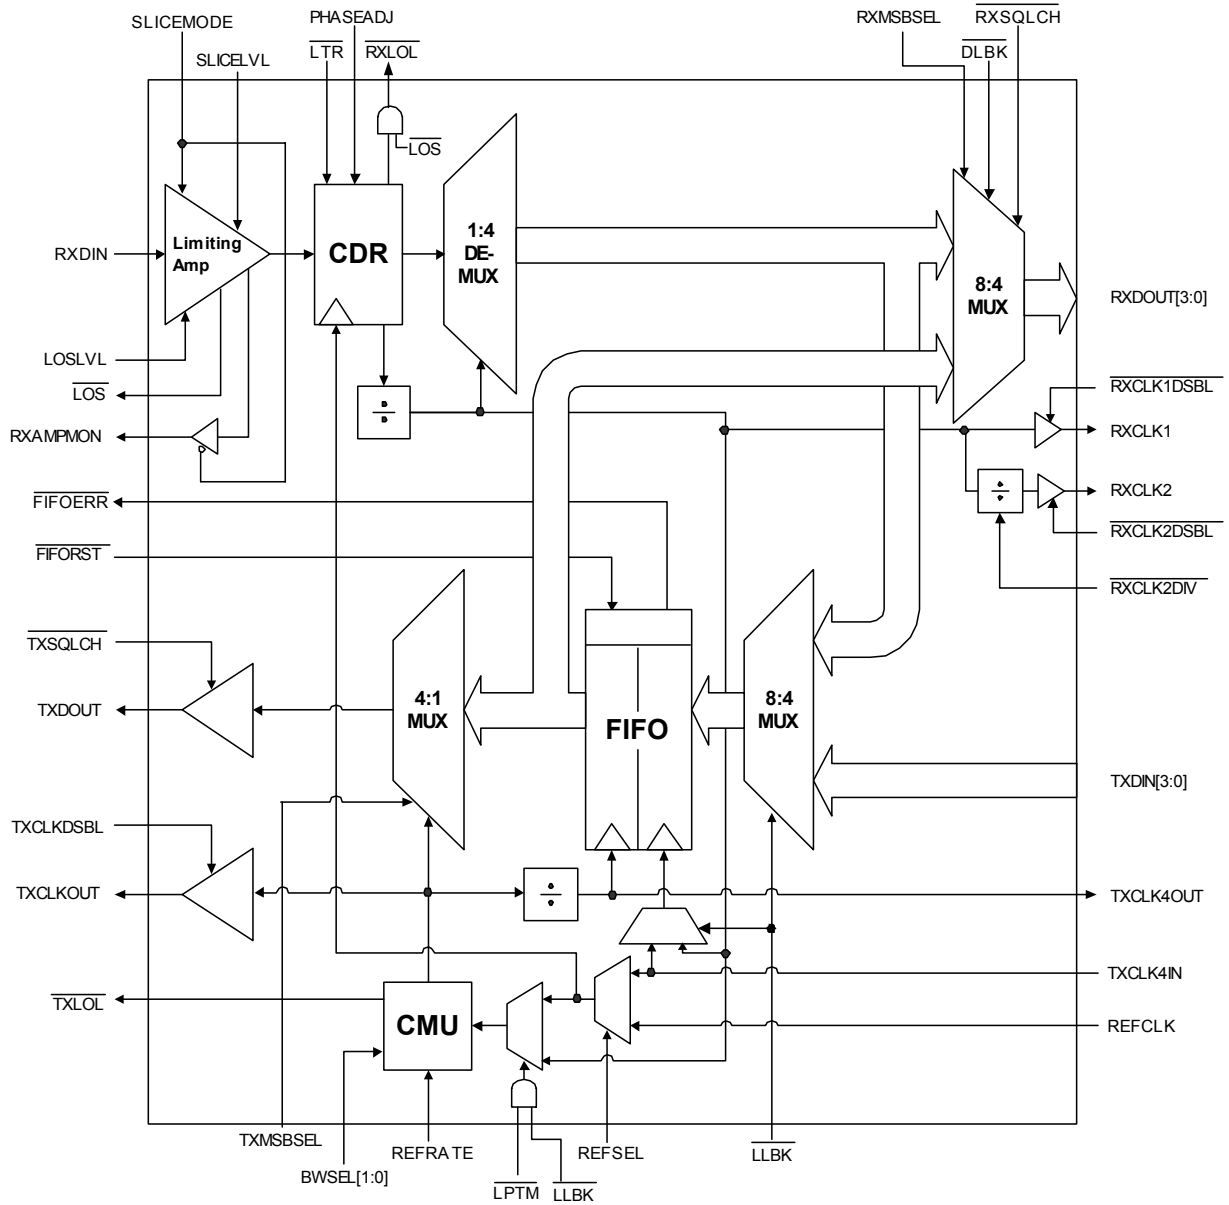 SLICEMODE
PHASEADJ
RXMSBSEL
RXSQLCH
SLICELVL
LTR
RXLOL
DLBK
LOS
Limiting
Amp
CDR
1:4
DE-
MUX
8:4
MUX
RXDIN
RXDOUT[3:0]
LOSLVL
LOS
RXAMPMON
÷
RXCLK1DSBL
RXCLK1
÷
RXCLK2
FIFOERR
RXCLK2DSBL
FIFORST
RXCLK2DIV
TXSQLCH
TXDOUT
4:1
MUX
FIFO
8:4
MUX
TXDIN[3:0]
TXCLKDSBL
TXCLKOUT
÷
TXCLK4OUT
TXCLK4IN
TXLOL
CMU
REFCLK
TXMSBSEL
REFRATE
REFSEL
LLBK
BWSEL[1:0]
LPTM
LLBK